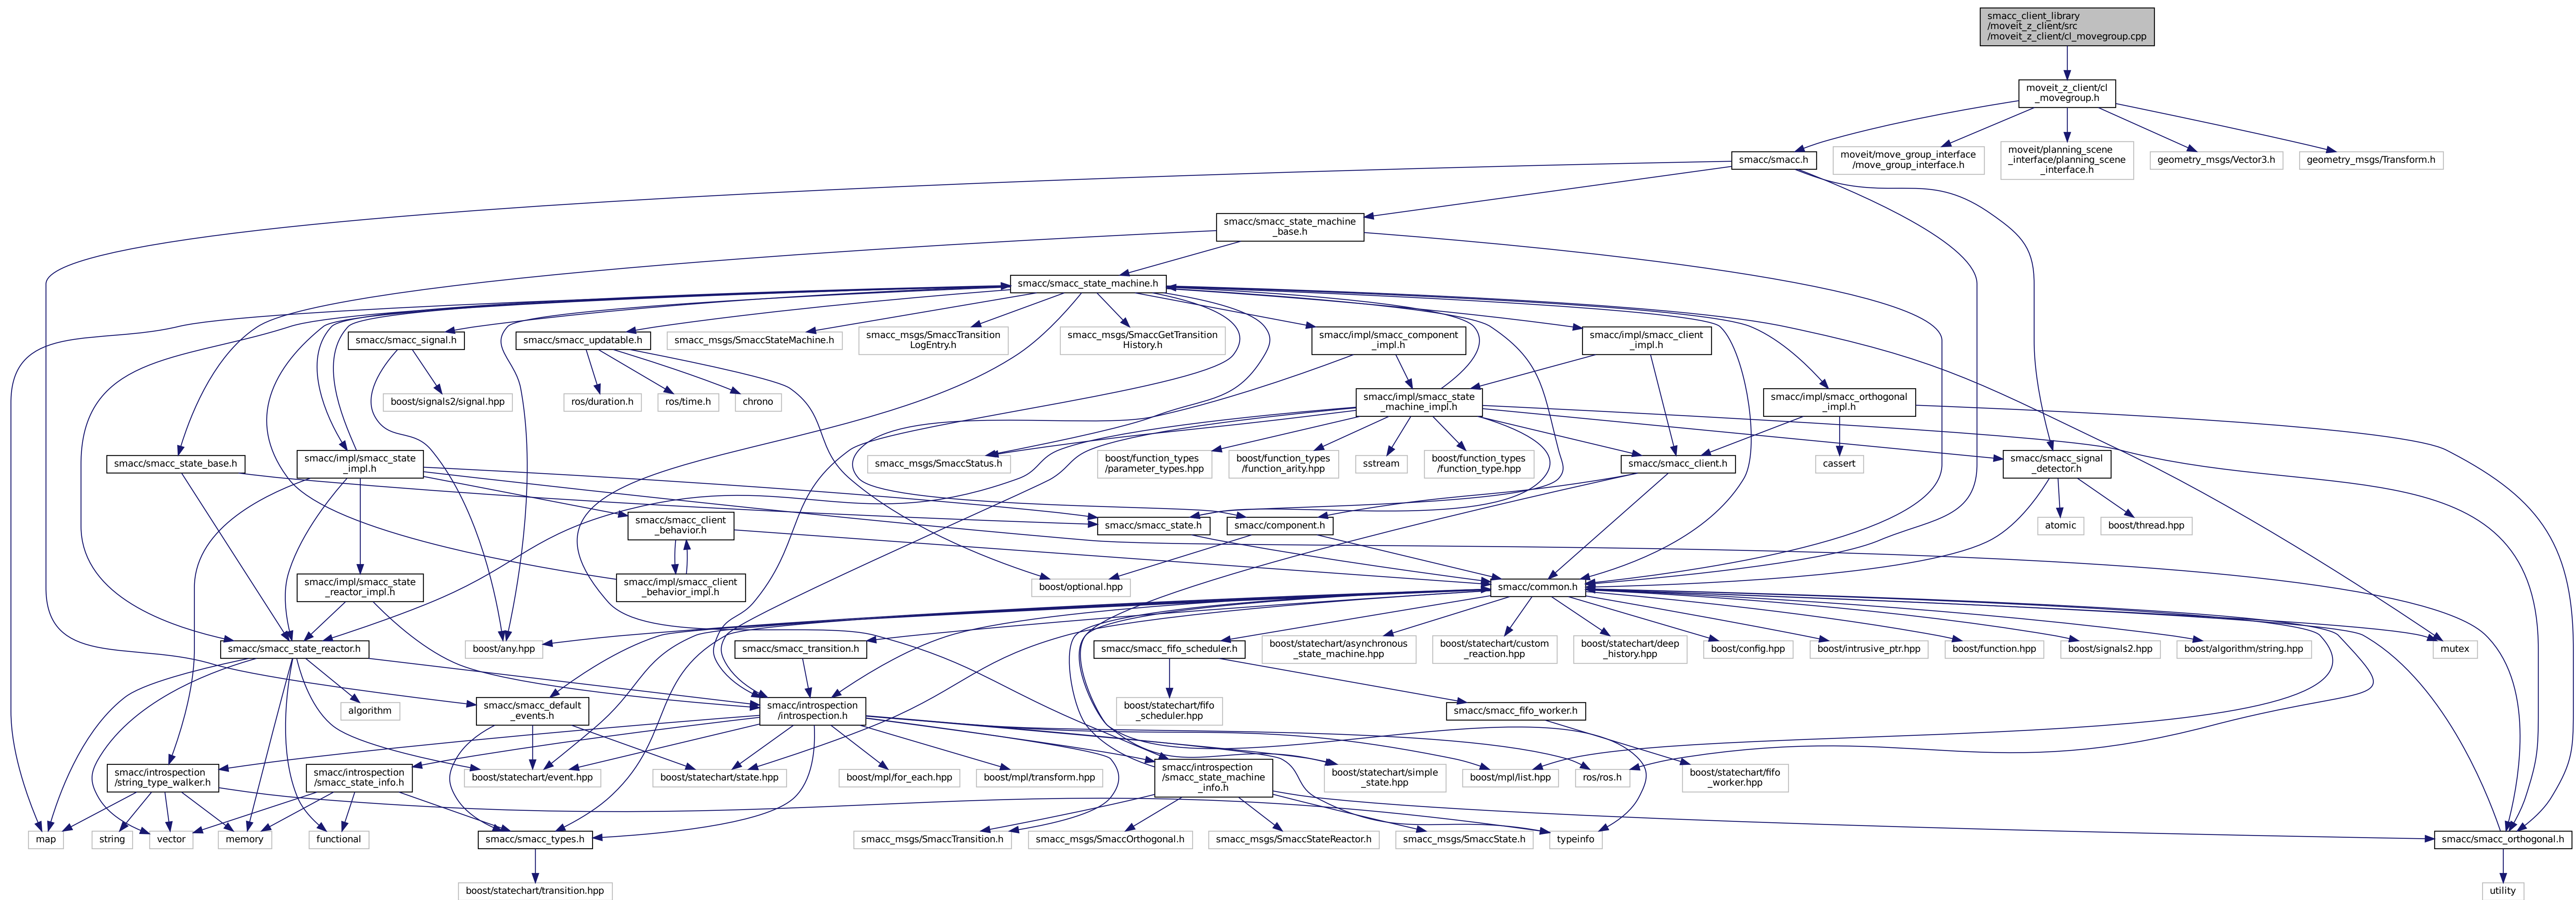 smacc_client_library
/moveit_z_client/src
/moveit_z_client/cl_movegroup.cpp
moveit_z_client/cl
_movegroup.h
smacc/smacc.h
moveit/move_group_interface
/move_group_interface.h
moveit/planning_scene
_interface/planning_scene
_interface.h
geometry_msgs/Vector3.h
geometry_msgs/Transform.h
smacc/smacc_state_machine
_base.h
smacc/smacc_state_machine.h
smacc/smacc_signal.h
smacc/smacc_updatable.h
smacc_msgs/SmaccStateMachine.h
smacc_msgs/SmaccTransition
LogEntry.h
smacc_msgs/SmaccGetTransition
History.h
smacc/impl/smacc_component
_impl.h
smacc/impl/smacc_client
_impl.h
boost/signals2/signal.hpp
ros/duration.h
ros/time.h
chrono
smacc/impl/smacc_state
_machine_impl.h
smacc/impl/smacc_orthogonal
_impl.h
smacc/smacc_state_base.h
smacc/impl/smacc_state
_impl.h
smacc_msgs/SmaccStatus.h
boost/function_types
/parameter_types.hpp
boost/function_types
/function_arity.hpp
sstream
boost/function_types
/function_type.hpp
smacc/smacc_client.h
cassert
smacc/smacc_signal
_detector.h
smacc/smacc_client
_behavior.h
smacc/smacc_state.h
smacc/component.h
atomic
boost/thread.hpp
smacc/impl/smacc_state
_reactor_impl.h
smacc/impl/smacc_client
_behavior_impl.h
boost/optional.hpp
smacc/common.h
smacc/smacc_state_reactor.h
boost/any.hpp
smacc/smacc_transition.h
smacc/smacc_fifo_scheduler.h
boost/statechart/asynchronous
_state_machine.hpp
boost/statechart/custom
_reaction.hpp
boost/statechart/deep
_history.hpp
boost/config.hpp
boost/intrusive_ptr.hpp
boost/function.hpp
boost/signals2.hpp
boost/algorithm/string.hpp
mutex
algorithm
smacc/smacc_default
_events.h
smacc/introspection
/introspection.h
boost/statechart/fifo
_scheduler.hpp
smacc/smacc_fifo_worker.h
smacc/introspection
/string_type_walker.h
smacc/introspection
/smacc_state_info.h
boost/statechart/event.hpp
boost/statechart/state.hpp
boost/mpl/for_each.hpp
boost/mpl/transform.hpp
smacc/introspection
/smacc_state_machine
_info.h
boost/statechart/simple
_state.hpp
boost/mpl/list.hpp
ros/ros.h
boost/statechart/fifo
_worker.hpp
map
string
vector
memory
functional
smacc/smacc_types.h
smacc_msgs/SmaccTransition.h
smacc_msgs/SmaccOrthogonal.h
smacc_msgs/SmaccStateReactor.h
smacc_msgs/SmaccState.h
typeinfo
smacc/smacc_orthogonal.h
boost/statechart/transition.hpp
utility